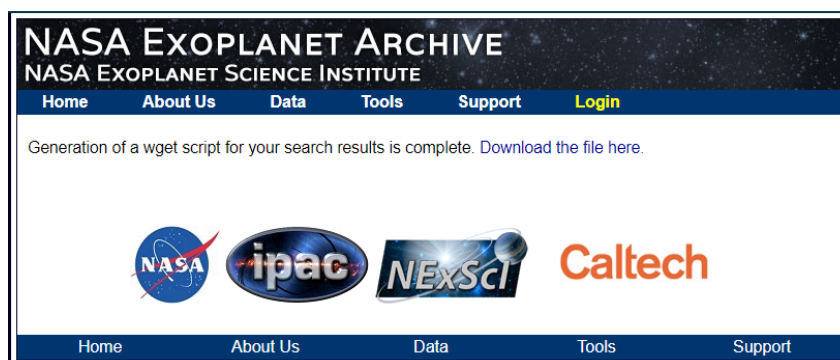 NASA EXOPLANET ARCHIVE
NASA EXOPLANET SCIENCE INSTITUTE
Home About Us Data Tools Support Login
Generation of a wget script for your search results is complete. Download the file here.
NASA ipac NExScI Caltech
Home About Us Data Tools Support